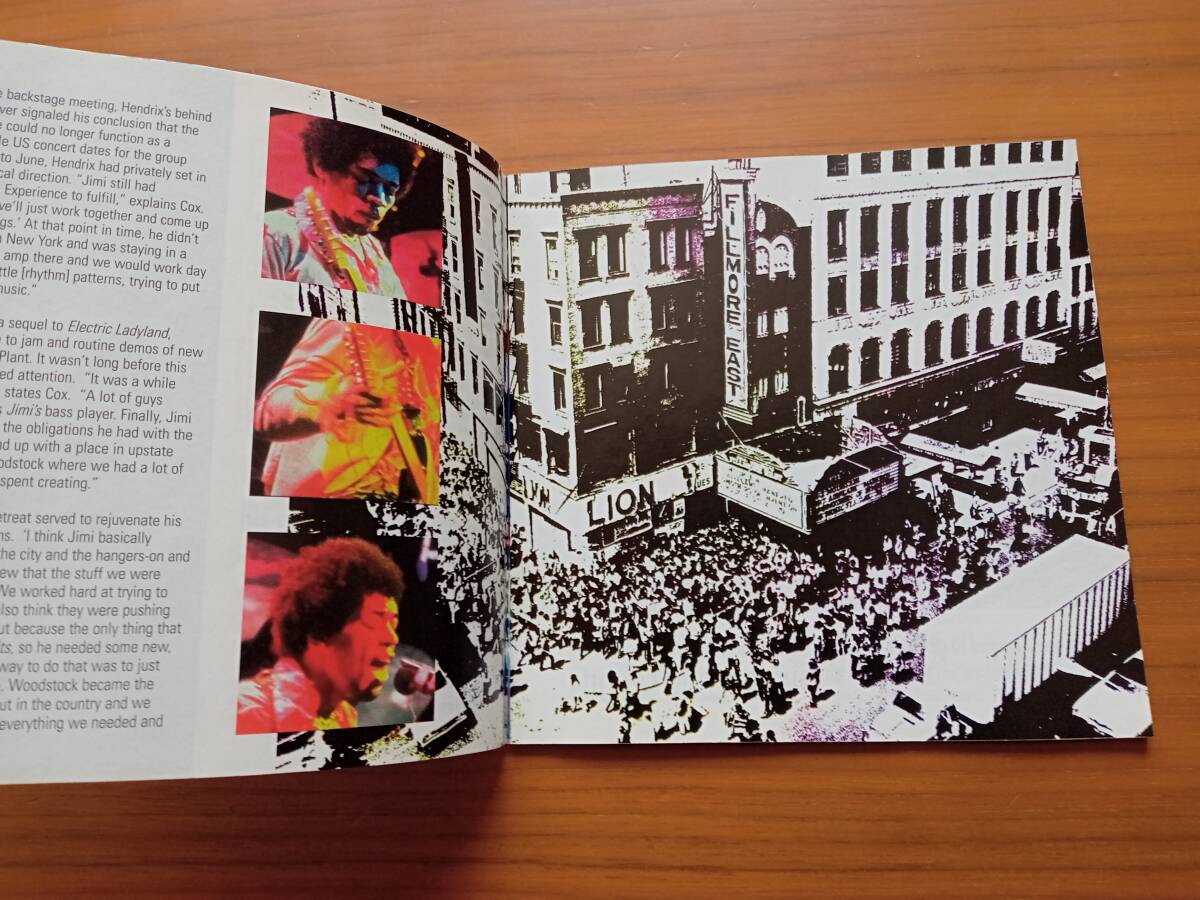 e backstage meeting, Hendrix's behind
ver signaled his conclusion that the
e could no longer function as a
le US concert dates for the group
to June, Hendrix had privately set in
cal direction. "Jimi still had
Experience to fulfill," explains Cox.
ve'll just work together and come up
gs.' At that point in time, he didn't
n New York and was staying in a
amp there and we would work day
ttle [rhythm] patterns, trying to put
music."
a sequel to Electric Ladyland,
to jam and routine demos of new
Plant. It wasn't long before this
ed attention. "It was a while
states Cox. "A lot of guys
s Jimi's bass player. Finally, Jimi
the obligations he had with the
nd up with a place in upstate
odstock where we had a lot of
spent creating."
etreat served to rejuvenate his
ns. 'I think Jimi basically
the city and the hangers-on and
ew that the stuff we were
We worked hard at trying to
also think they were pushing
ut because the only thing that
its, so he needed some new,
way to do that was to just
. Woodstock became the
ut in the country and we
everything we needed and
FILLMORE EAST
LION
UES